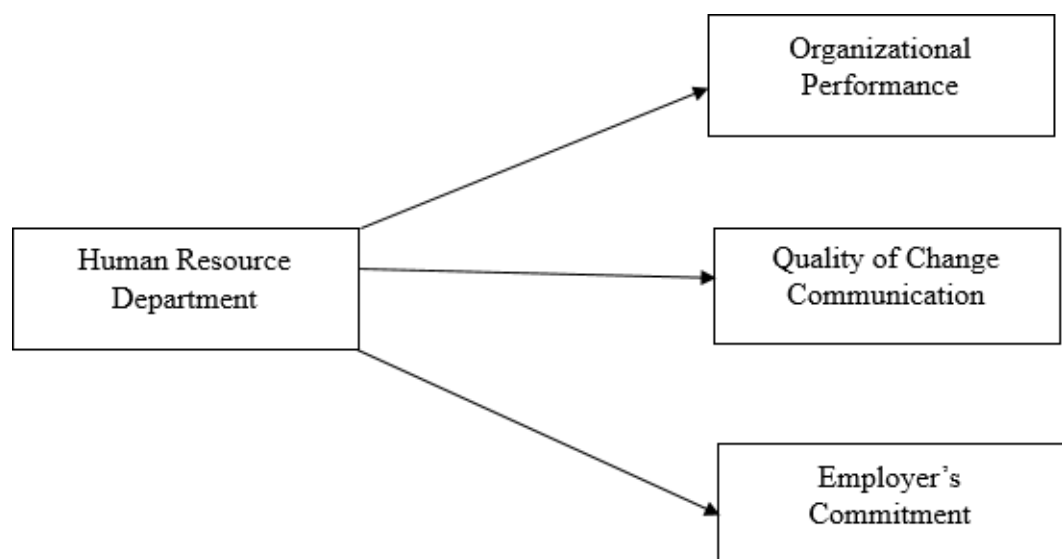 Organizational
Performance
Human Resource
Department
Quality of Change
Communication
Employer’s
Commitment